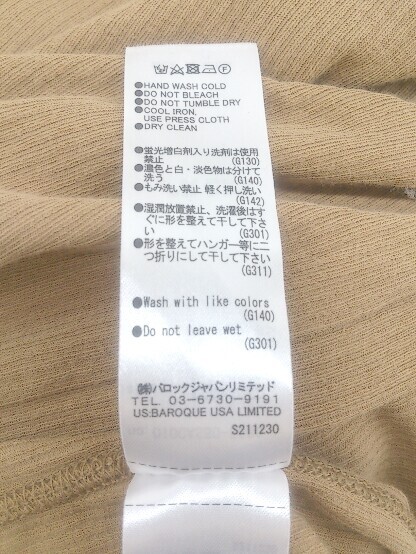 ●HAND WASH COLD
●DO NOT BLEACH
●DO NOT TUMBLE DRY
●COOL IRON.
USE PRESS CLOTH
●DRY CLEAN
●蛍光増白剤入り洗剤は使用
禁止 (G130)
●濃色と白・淡色物は分けて
洗う (G140)
●もみ洗い禁止 軽く押し洗い
(G142)
●湿潤放置禁止、洗濯後はす
ぐに形を整えて干して下さ
い (G301)
●形を整えてハンガー等に二
つ折りにして干して下さい
(G311)
●Wash with like colors
(G140)
●Do not leave wet
(G301)
㈱バロックジャパンリミテッド
TEL. 03-6730-9191
US:BAROQUE USA LIMITED
S211230